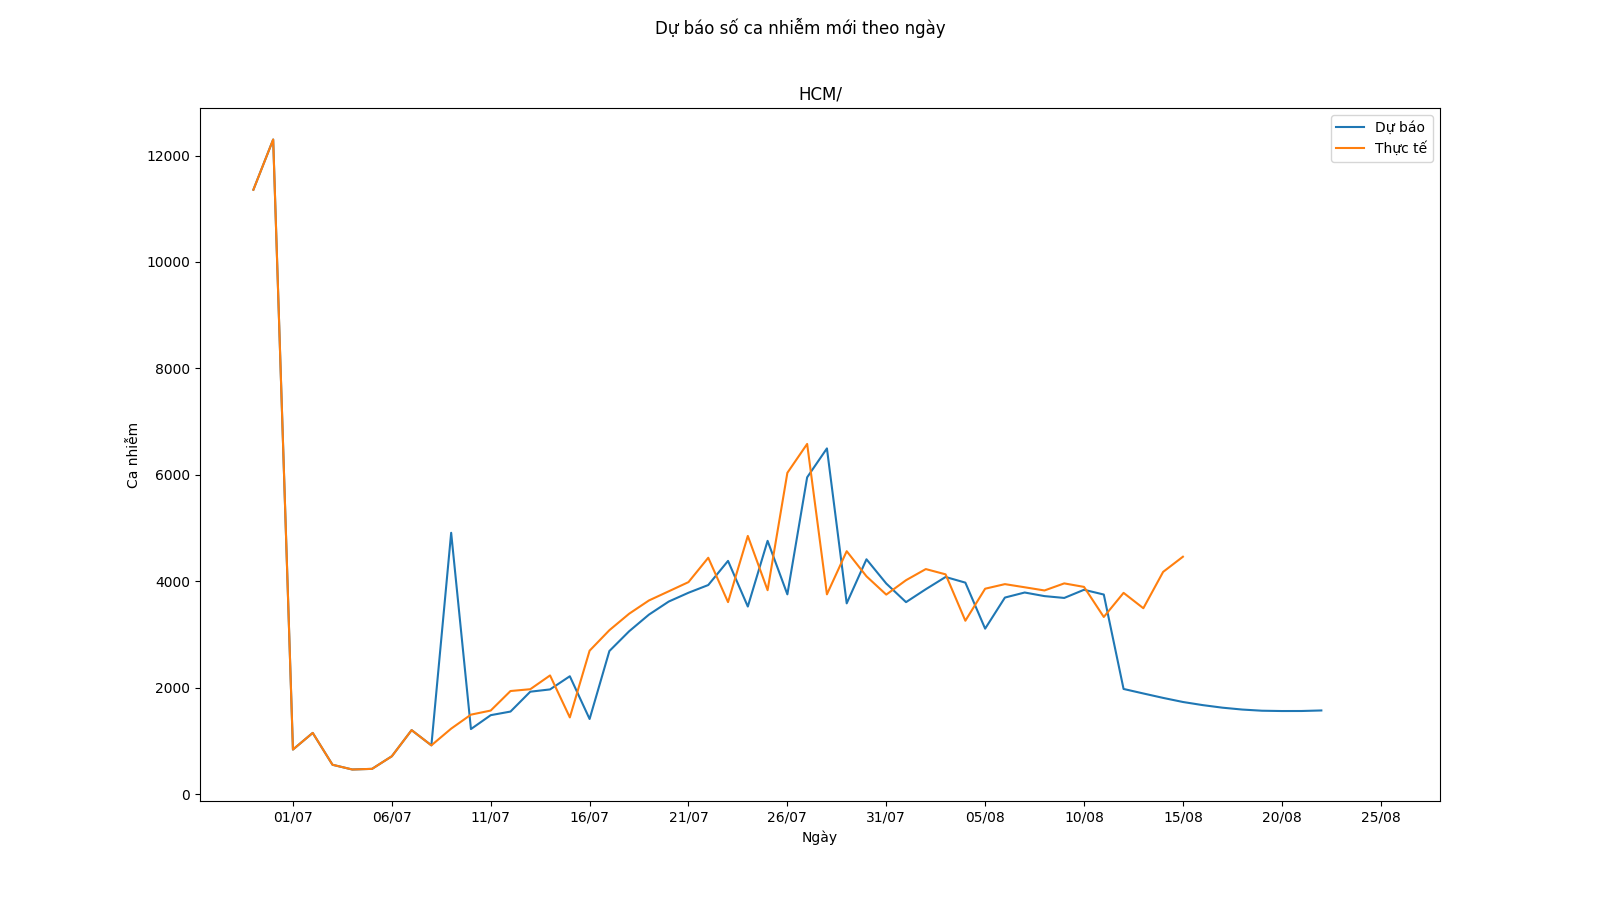 Dự báo số ca nhiễm mới theo ngày
HCM/
Dự báo
Thực tế
12000
10000
8000
6000
4000
2000
0
Ca nhiễm
01/07 06/07 11/07 16/07 21/07 26/07 31/07 05/08 10/08 15/08 20/08 25/08
Ngày